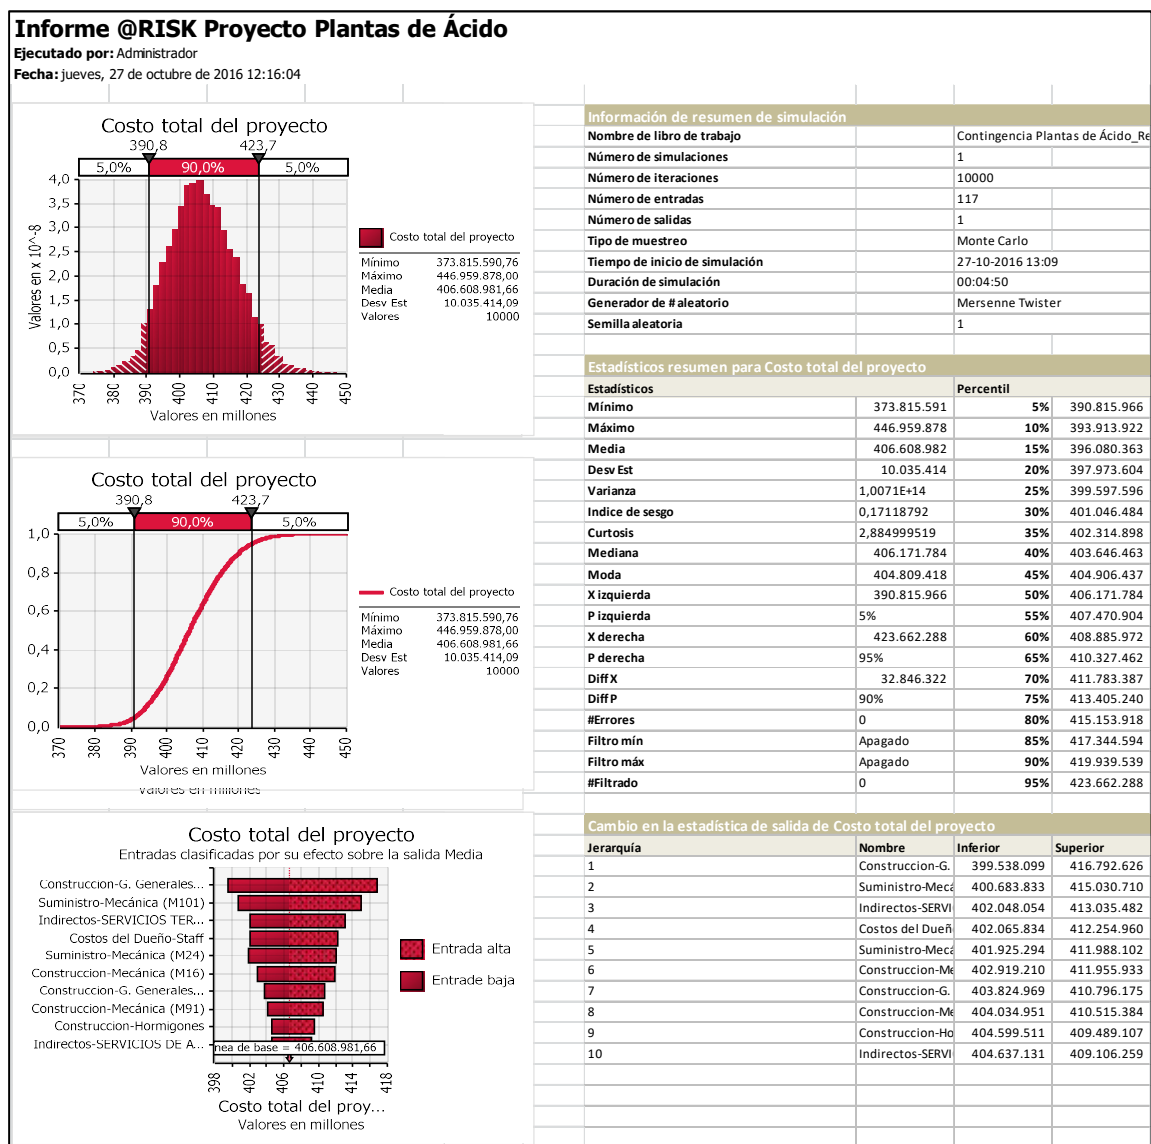 Informe @RISK Proyecto Plantas de Ácido
Ejecutado por: Administrador
Fecha: jueves, 27 de octubre de 2016 12:16:04
Costo total del proyecto
390,8 423,7
5,0% 90,0% 5,0%
4,0
3,5
3,0
2,5
2,0
1,5
1,0
0,5
0,0
Valores en x 10^-8
370 380 390 400 410 420 430 440 450
Valores en millones
Costo total del proyecto
Mínimo 373.815.590,76
Máximo 446.959.878,00
Media 406.608.981,66
Desv Est 10.035.414,09
Valores 10000
Costo total del proyecto
390,8 423,7
5,0% 90,0% 5,0%
1,0
0,8
0,6
0,4
0,2
0,0
370 380 390 400 410 420 430 440 450
Valores en millones
Valores en millones
Costo total del proyecto
Mínimo 373.815.590,76
Máximo 446.959.878,00
Media 406.608.981,66
Desv Est 10.035.414,09
Valores 10000
Costo total del proyecto
Entradas clasificadas por su efecto sobre la salida Media
Construccion-G. Generales...
Suministro-Mecánica (M101)
Indirectos-SERVICIOS TER...
Costos del Dueño-Staff
Suministro-Mecánica (M24)
Construccion-Mecánica (M16)
Construccion-G. Generales...
Construccion-Mecánica (M91)
Construccion-Hormigones
Indirectos-SERVICIOS DE A...
nea de base = 406.608.981,66
398 402 406 410 414 418
Costo total del proy...
Valores en millones
Entrada alta
Entrade baja
Información de resumen de simulación
Nombre de libro de trabajo Contingencia Plantas de Ácido_Re
Número de simulaciones 1
Número de iteraciones 10000
Número de entradas 117
Número de salidas 1
Tipo de muestreo Monte Carlo
Tiempo de inicio de simulación 27-10-2016 13:09
Duración de simulación 00:04:50
Generador de # aleatorio Mersenne Twister
Semilla aleatoria 1
Estadísticos resumen para Costo total del proyecto
Estadísticos Percentil
Mínimo 373.815.591 5% 390.815.966
Máximo 446.959.878 10% 393.913.922
Media 406.608.982 15% 396.080.363
Desv Est 10.035.414 20% 397.973.604
Varianza 1,0071E+14 25% 399.597.596
Indice de sesgo 0,17118792 30% 401.046.484
Curtosis 2,884999519 35% 402.314.898
Mediana 406.171.784 40% 403.646.463
Moda 404.809.418 45% 404.906.437
X izquierda 390.815.966 50% 406.171.784
P izquierda 5% 55% 407.470.904
X derecha 423.662.288 60% 408.885.972
P derecha 95% 65% 410.327.462
Diff X 32.846.322 70% 411.783.387
Diff P 90% 75% 413.405.240
#Errores 0 80% 415.153.918
Filtro mín Apagado 85% 417.344.594
Filtro máx Apagado 90% 419.939.539
#Filtrado 0 95% 423.662.288
Cambio en la estadística de salida de Costo total del proyecto
Jerarquía Nombre Inferior Superior
1 Construccion-G. 399.538.099 416.792.626
2 Suministro-Mecá 400.683.833 415.030.710
3 Indirectos-SERVI 402.048.054 413.035.482
4 Costos del Dueñ 402.065.834 412.254.960
5 Suministro-Mecá 401.925.294 411.988.102
6 Construccion-Me 402.919.210 411.955.933
7 Construccion-G. 403.824.969 410.796.175
8 Construccion-Me 404.034.951 410.515.384
9 Construccion-Ho 404.599.511 409.489.107
10 Indirectos-SERVI 404.637.131 409.106.259